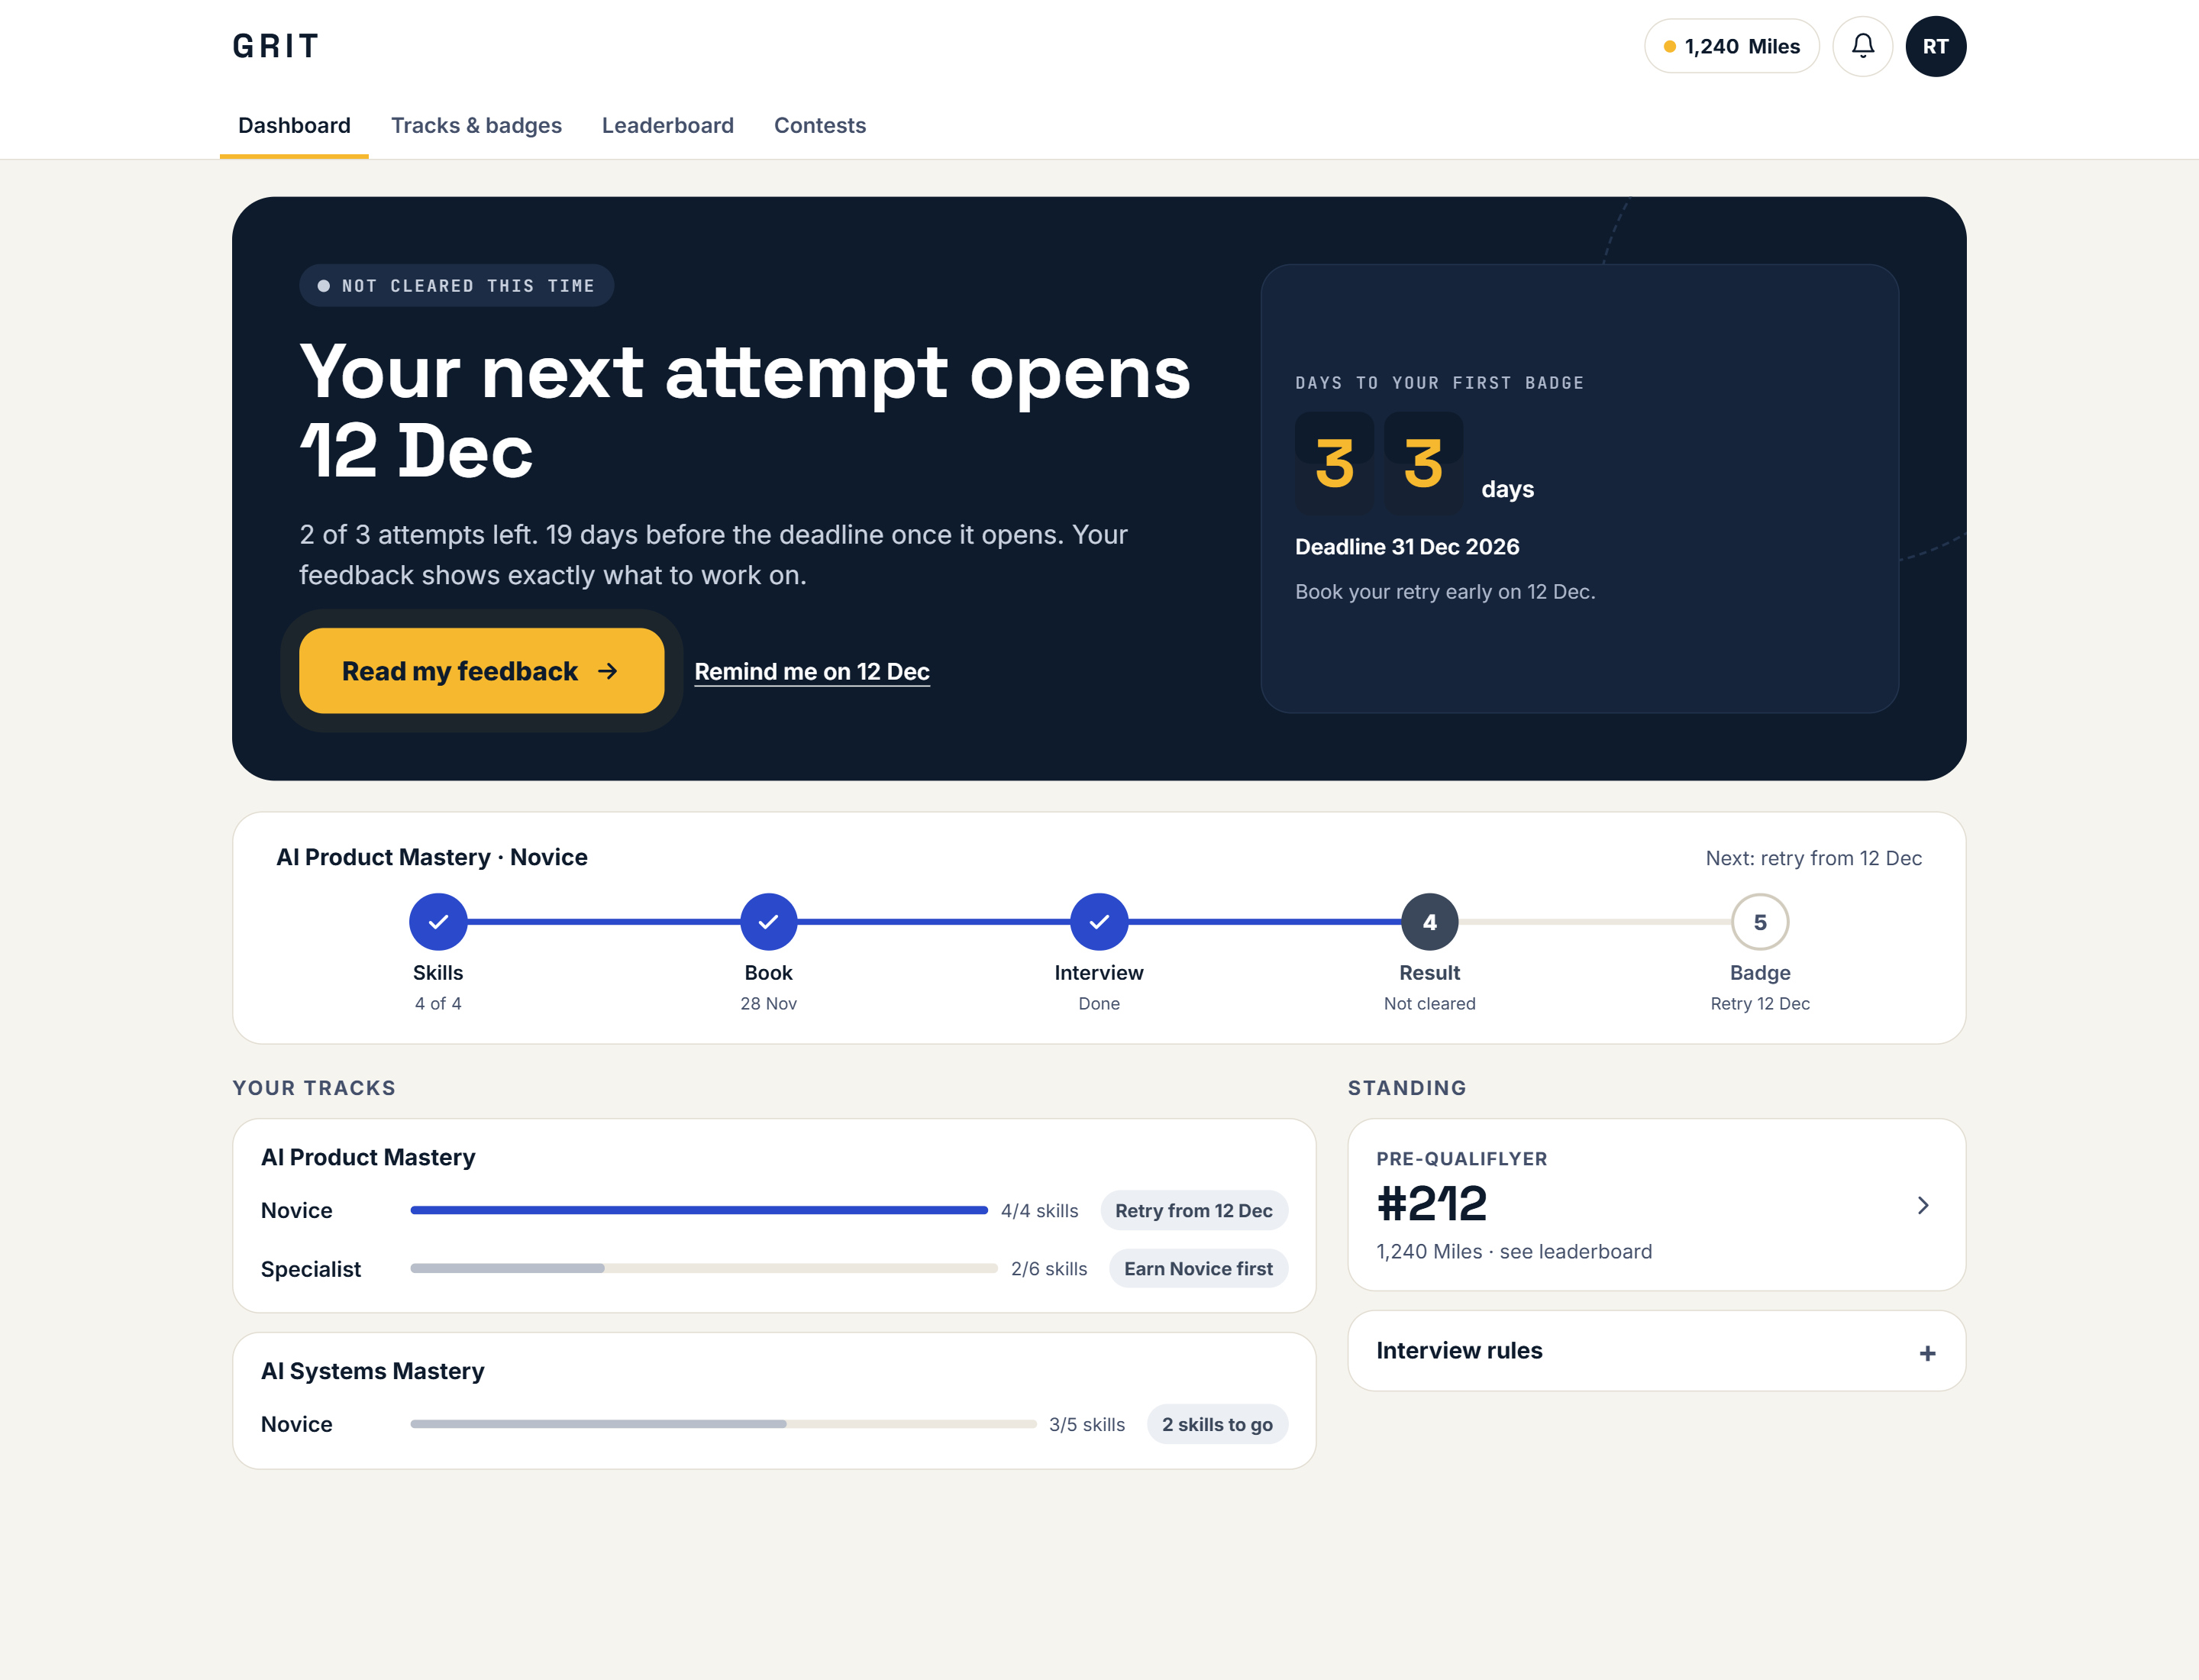 GRIT
1,240 Miles
RT
Dashboard
Tracks & badges
Leaderboard
Contests
NOT CLEARED THIS TIME
Your next attempt opens
12 Dec
2 of 3 attempts left. 19 days before the deadline once it opens. Your
feedback shows exactly what to work on.
Read my feedback →
Remind me on 12 Dec
DAYS TO YOUR FIRST BADGE
3 3 days
Deadline 31 Dec 2026
Book your retry early on 12 Dec.
AI Product Mastery · Novice
Next: retry from 12 Dec
4
5
Skills
4 of 4
Book
28 Nov
Interview
Done
Result
Not cleared
Badge
Retry 12 Dec
YOUR TRACKS
AI Product Mastery
Novice
4/4 skills
Retry from 12 Dec
Specialist
2/6 skills
Earn Novice first
AI Systems Mastery
Novice
3/5 skills
2 skills to go
STANDING
PRE-QUALIFLYER
#212
1,240 Miles · see leaderboard
Interview rules
+